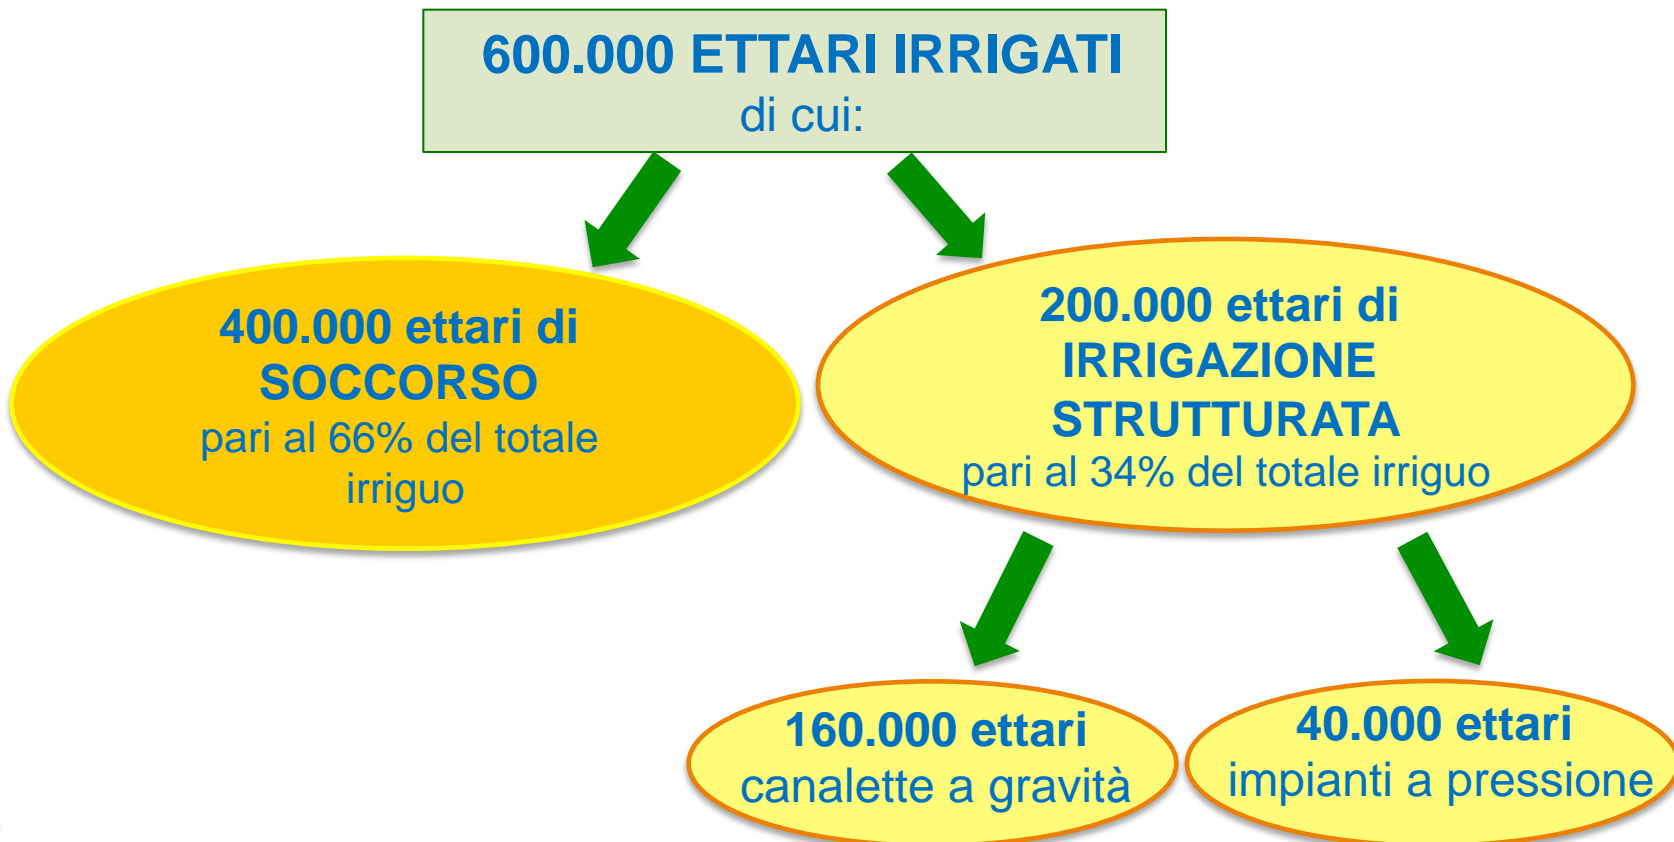 600.000 ETTARI IRRIGATI
di cui:
400.000 ettari di
SOCCORSO
pari al 66% del totale
irriguo
200.000 ettari di
IRRIGAZIONE
STRUTTURATA
pari al 34% del totale irriguo
160.000 ettari
canalette a gravità
40.000 ettari
impianti a pressione